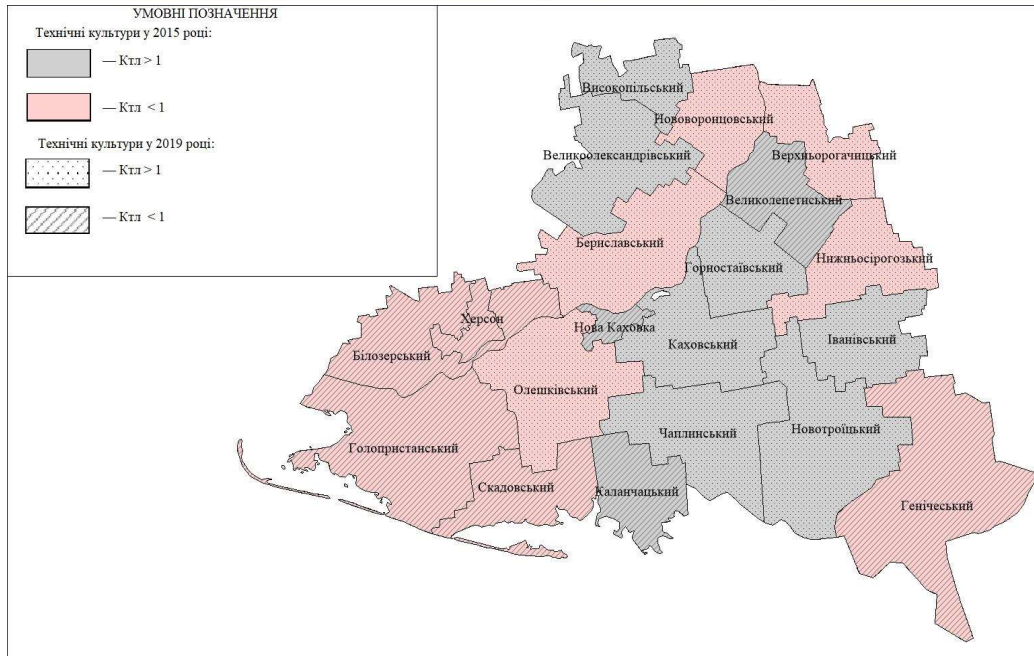 УМОВНІ ПОЗНАЧЕННЯ
Технічні культури у 2015 році:
— Ктл > 1
— Ктл < 1
Технічні культури у 2019 році:
— Ктл > 1
— Ктл < 1
Високопільський
Нововоронцовський
Великоолександрівський
Верхньорогачицький
Великолепетиський
Бериславський
Горностаївський
Нижньосірогозький
Херсон
Нова Каховка
Білозерський
Каховський
Іванівський
Олешківський
Голопристанський
Чаплинський
Новотроїцький
Скадовський
Каланчацький
Генічеський